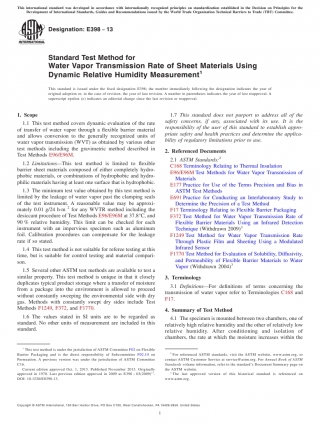 This international standard was developed in accordance with internationally recognized principles on standardization established in the Decision on Principles for the
Development of International Standards, Guides and Recommendations issued by the World Trade Organization Technical Barriers to Trade (TBT) Committee.
Designation: E398 − 13
Standard Test Method for
Water Vapor Transmission Rate of Sheet Materials Using
Dynamic Relative Humidity Measurement1
This standard is issued under the fixed designation E398; the number immediately following the designation indicates the year of
original adoption or, in the case of revision, the year of last revision. A number in parentheses indicates the year of last reapproval. A
superscript epsilon (ε) indicates an editorial change since the last revision or reapproval.
1. Scope
1.1 This test method covers dynamic evaluation of the rate
of transfer of water vapor through a flexible barrier material
and allows conversion to the generally recognized units of
water vapor transmission (WVT) as obtained by various other
test methods including the gravimetric method described in
Test Methods E96/E96M.
1.2 Limitations—This test method is limited to flexible
barrier sheet materials composed of either completely hydro-
phobic materials, or combinations of hydrophobic and hydro-
philic materials having at least one surface that is hydrophobic.
1.3 The minimum test value obtained by this test method is
limited by the leakage of water vapor past the clamping seals
of the test instrument. A reasonable value may be approxi-
mately 0.01 g/24 h·m2 for any WVTR method including the
desiccant procedure of Test Methods E96/E96M at 37.8°C, and
90 % relative humidity. This limit can be checked for each
instrument with an impervious specimen such as aluminum
foil. Calibration procedures can compensate for the leakage
rate if so stated.
1.4 This test method is not suitable for referee testing at this
time, but is suitable for control testing and material compari-
son.
1.5 Several other ASTM test methods are available to test a
similar property. This test method is unique in that it closely
duplicates typical product storage where a transfer of moisture
from a package into the environment is allowed to proceed
without constantly sweeping the environmental side with dry
gas. Methods with constantly swept dry sides include Test
Methods F1249, F372, and F1770.
1.6 The values stated in SI units are to be regarded as
standard. No other units of measurement are included in this
standard.
1 This test method is under the jurisdiction of ASTM Committee F02 on Flexible
Barrier Packaging and is the direct responsibility of Subcommittee F02.10 on
Permeation. A previous version was under the jurisdiction of ASTM Committee
C16.
Current edition approved Oct. 1, 2013. Published November 2013. Originally
DOI: 10.1520/E0398-13.
1.7 This standard does not purport to address all of the
safety concerns, if any, associated with its use. It is the
responsibility of the user of this standard to establish appro-
priate safety and health practices and determine the applica-
bility of regulatory limitations prior to use.
2. Referenced Documents
2.1 ASTM Standards:2
C168 Terminology Relating to Thermal Insulation
E96/E96M Test Methods for Water Vapor Transmission of
Materials
E177 Practice for Use of the Terms Precision and Bias in
ASTM Test Methods
E691 Practice for Conducting an Interlaboratory Study to
Determine the Precision of a Test Method
F17 Terminology Relating to Flexible Barrier Packaging
F372 Test Method for Water Vapor Transmission Rate of
Flexible Barrier Materials Using an Infrared Detection
Technique (Withdrawn 2009)3
F1249 Test Method for Water Vapor Transmission Rate
Through Plastic Film and Sheeting Using a Modulated
Infrared Sensor
F1770 Test Method for Evaluation of Solubility, Diffusivity,
and Permeability of Flexible Barrier Materials to Water
Vapor (Withdrawn 2004)3
3. Terminology
3.1 Definitions—For definitions of terms concerning the
transmission of water vapor refer to Terminologies C168 and
F17.
4. Summary of Test Method
4.1 The specimen is mounted between two chambers, one of
relatively high relative humidity and the other of relatively low
relative humidity. After conditioning and isolation of
chambers, the rate at which the moisture increases within the
2 For referenced ASTM standards, visit the ASTM website, www.astm.org, or
contact ASTM Customer Service at service@astm.org. For Annual Book of ASTM
Standards volume information, refer to the standard's Document Summary page on
the ASTM website.
3 The last approved version of this historical standard is referenced on
www.astm.org.
Copyright © ASTM International, 100 Barr Harbor Drive, PO Box C700, West Conshohocken, PA 19428-2959. United States
1